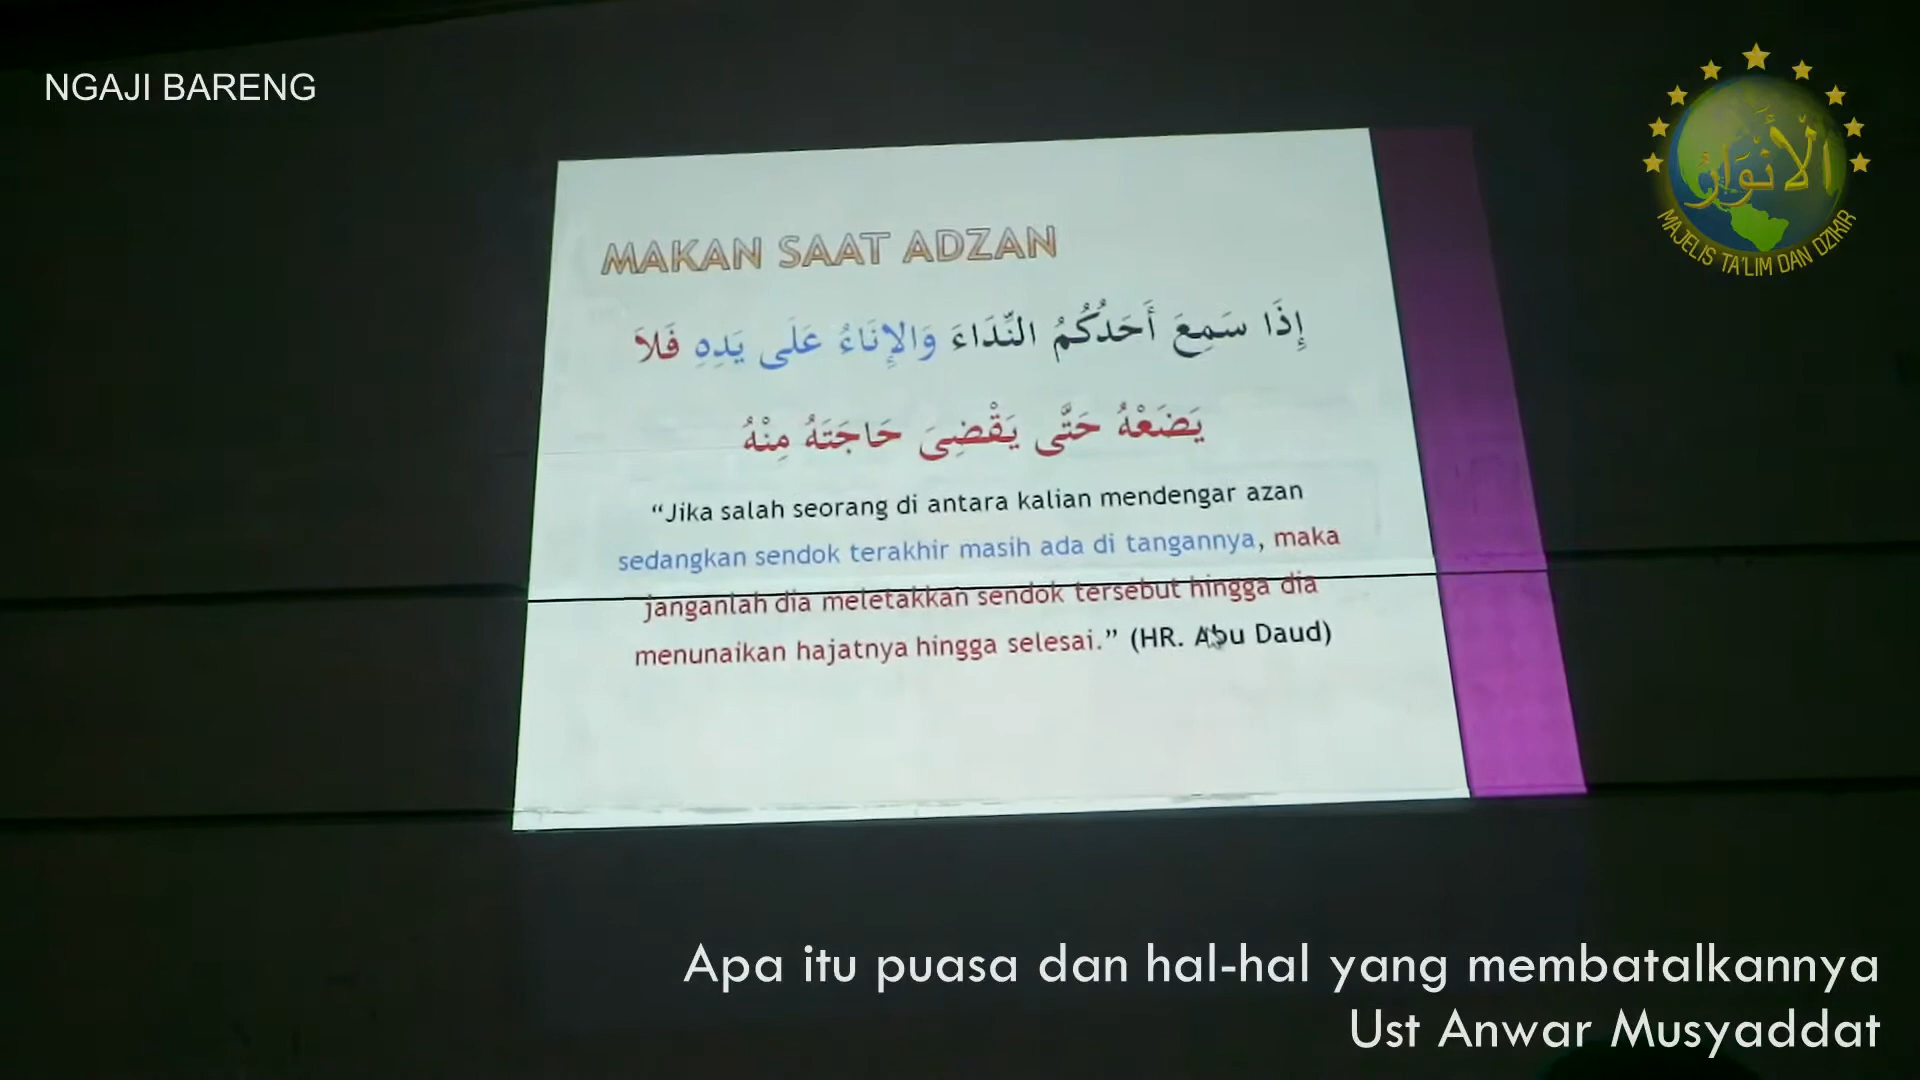 NGAJI BARENG
الْأَنْوَارُ
MAJELIS TA'LIM DAN DZIKIR
MAKAN SAAT ADZAN
إِذَا سَمِعَ أَحَدُكُمُ النِّدَاءَ وَالإِنَاءُ عَلَى يَدِهِ فَلاَ
يَضَعْهُ حَتَّى يَقْضِىَ حَاجَتَهُ مِنْهُ
“Jika salah seorang di antara kalian mendengar azan
sedangkan sendok terakhir masih ada di tangannya, maka
janganlah dia meletakkan sendok tersebut hingga dia
menunaikan hajatnya hingga selesai.” (HR. Abu Daud)
Apa itu puasa dan hal-hal yang membatalkannya
Ust Anwar Musyaddat